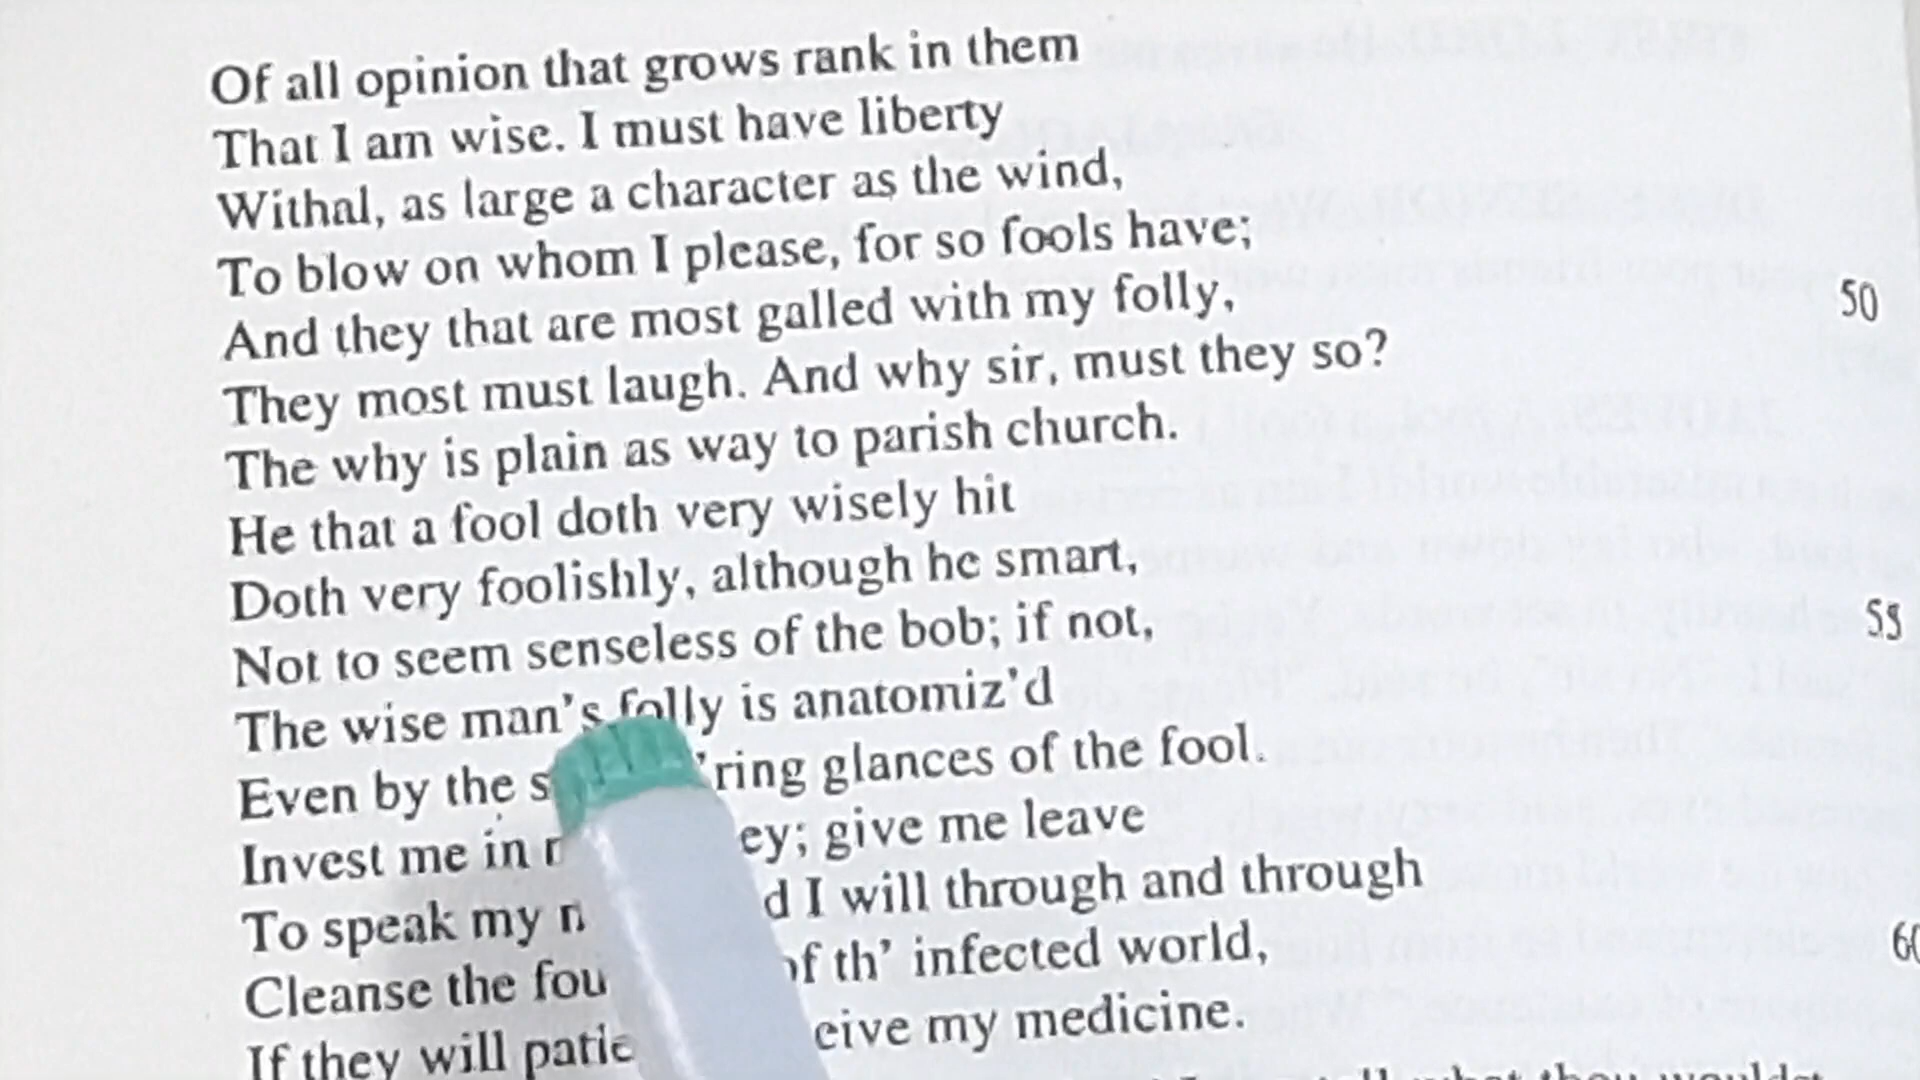 Of all opinion that grows rank in them
That I am wise. I must have liberty
Withal, as large a character as the wind,
To blow on whom I please, for so fools have;
And they that are most galled with my folly, 50
They most must laugh. And why sir, must they so?
The why is plain as way to parish church.
He that a fool doth very wisely hit
Doth very foolishly, although he smart,
Not to seem senseless of the bob; if not, 55
The wise man's folly is anatomiz'd
Even by the s 'ring glances of the fool.
Invest me in ey; give me leave
To speak my d I will through and through
Cleanse the fou of th' infected world, 60
If they will patie ceive my medicine.